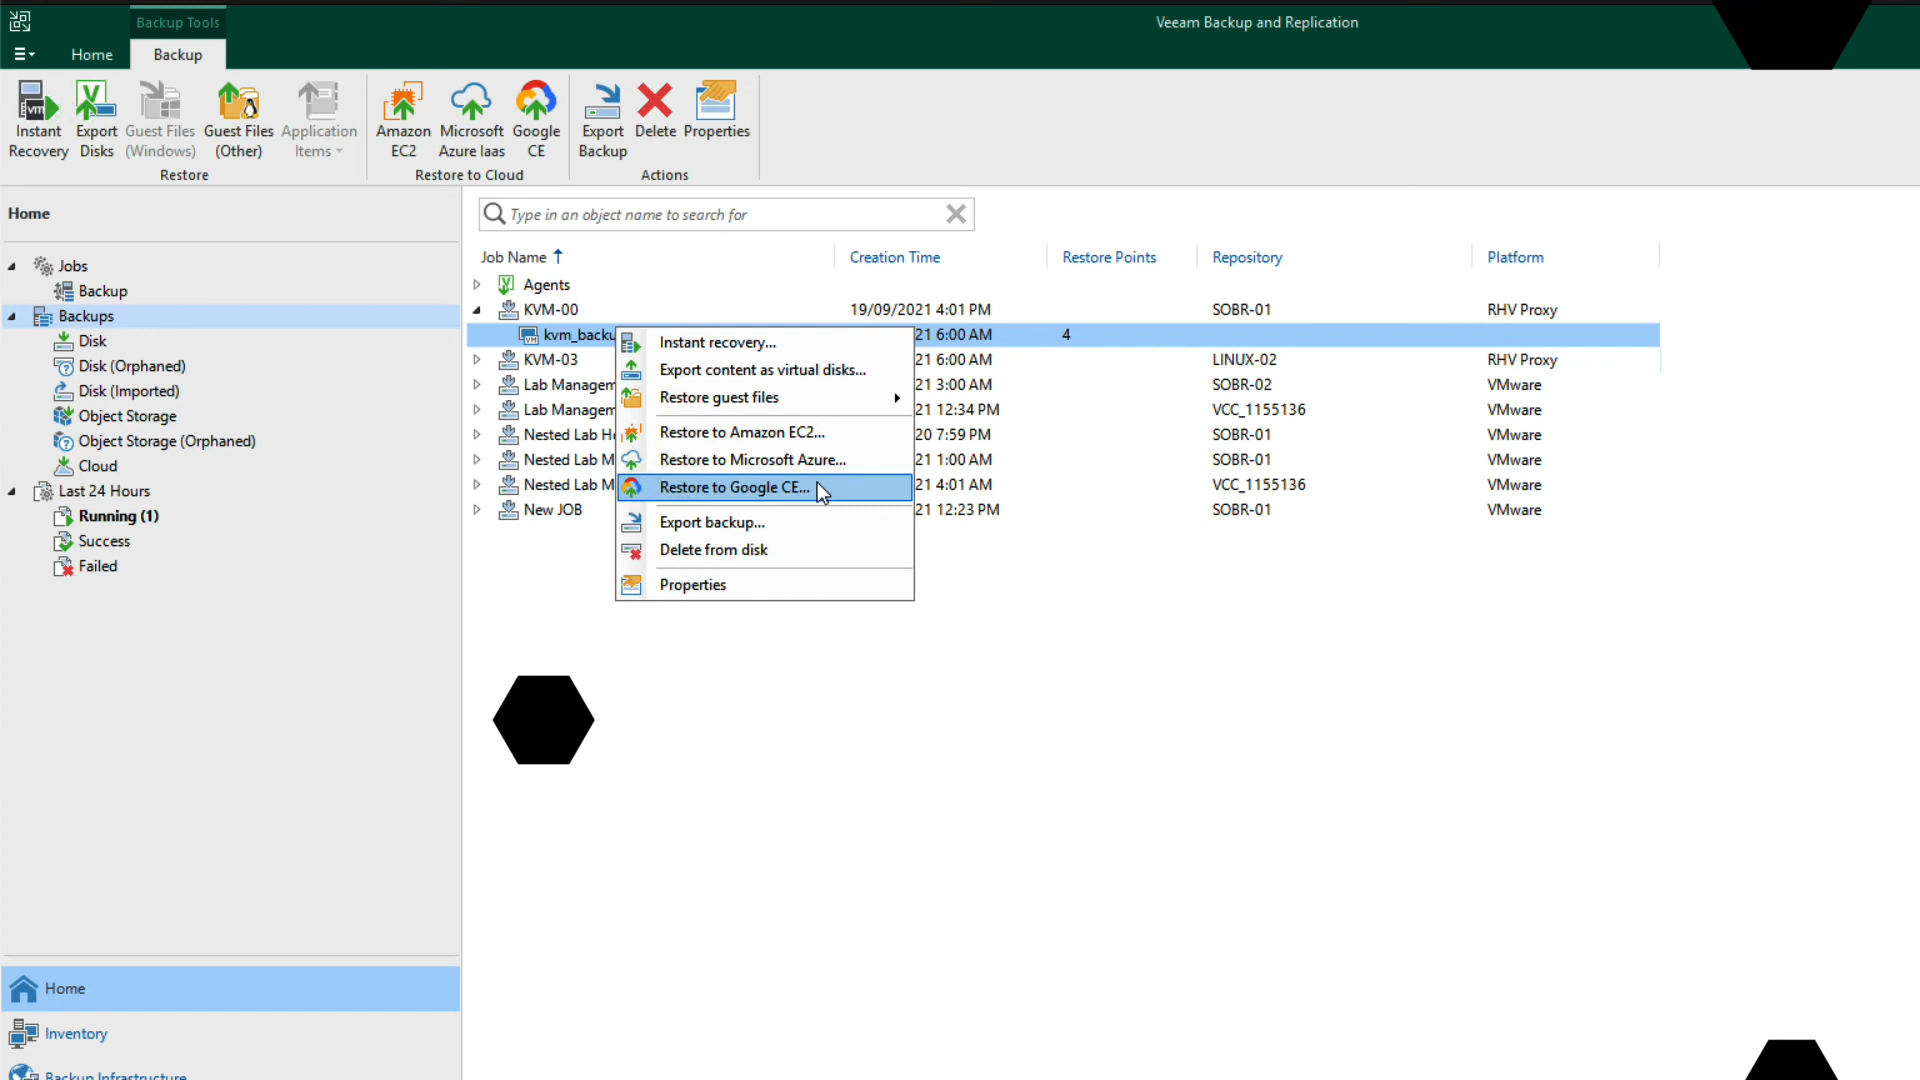 Backup Tools
Veeam Backup and Replication
Home
Backup
Instant Recovery
Export Disks
Guest Files (Windows)
Guest Files (Other)
Application Items
Amazon EC2
Microsoft Azure Iaas
Google CE
Export Backup
Delete
Properties
Restore
Restore to Cloud
Actions
Home
Type in an object name to search for
Jobs
Backup
Backups
Disk
Disk (Orphaned)
Disk (Imported)
Object Storage
Object Storage (Orphaned)
Cloud
Last 24 Hours
Running (1)
Success
Failed
Job Name Creation Time Restore Points Repository Platform
Agents
KVM-00 19/09/2021 4:01 PM SOBR-01 RHV Proxy
kvm_backu 21 6:00 AM 4
KVM-03 21 6:00 AM LINUX-02 RHV Proxy
Lab Managem 21 3:00 AM SOBR-02 VMware
Lab Managem 21 12:34 PM VCC_1155136 VMware
Nested Lab H 20 7:59 PM SOBR-01 VMware
Nested Lab M 21 1:00 AM SOBR-01 VMware
Nested Lab M 21 4:01 AM VCC_1155136 VMware
New JOB 21 12:23 PM SOBR-01 VMware
Instant recovery...
Export content as virtual disks...
Restore guest files
Restore to Amazon EC2...
Restore to Microsoft Azure...
Restore to Google CE...
Export backup...
Delete from disk
Properties
Home
Inventory
Backup Infrastructure